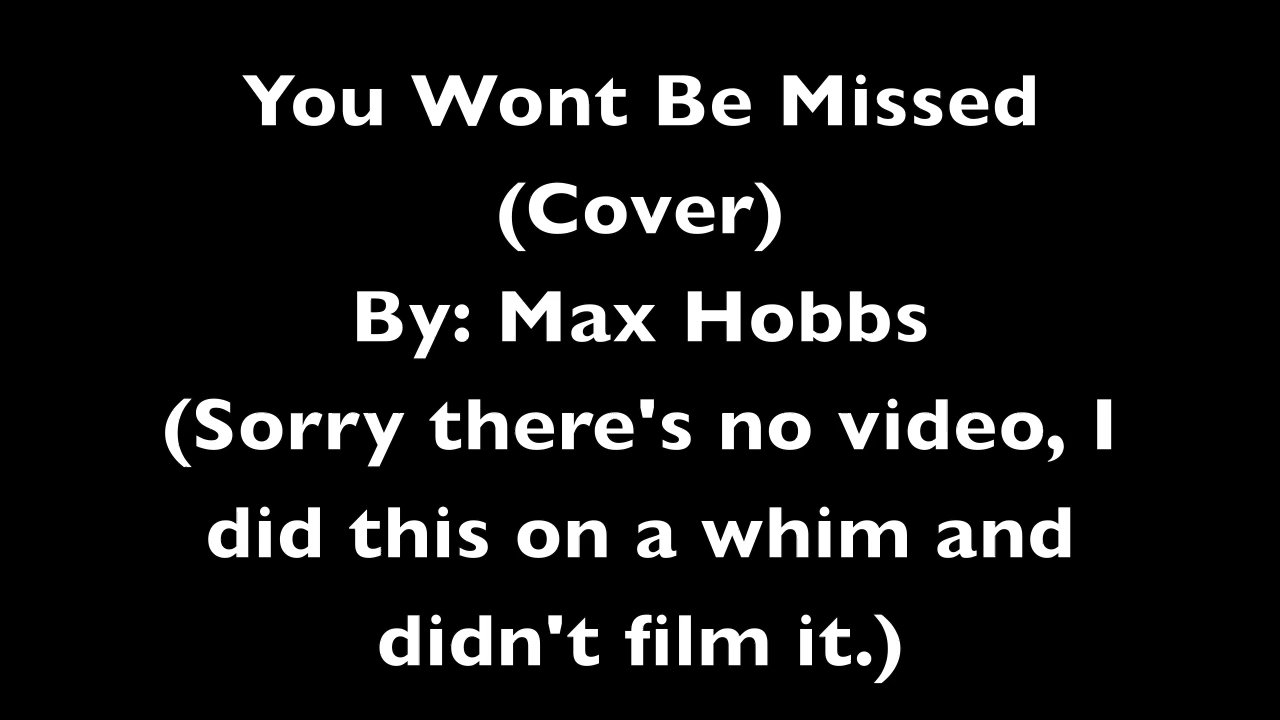 You Wont Be Missed
(Cover)
By: Max Hobbs
(Sorry there's no video, I
did this on a whim and
didn't film it.)